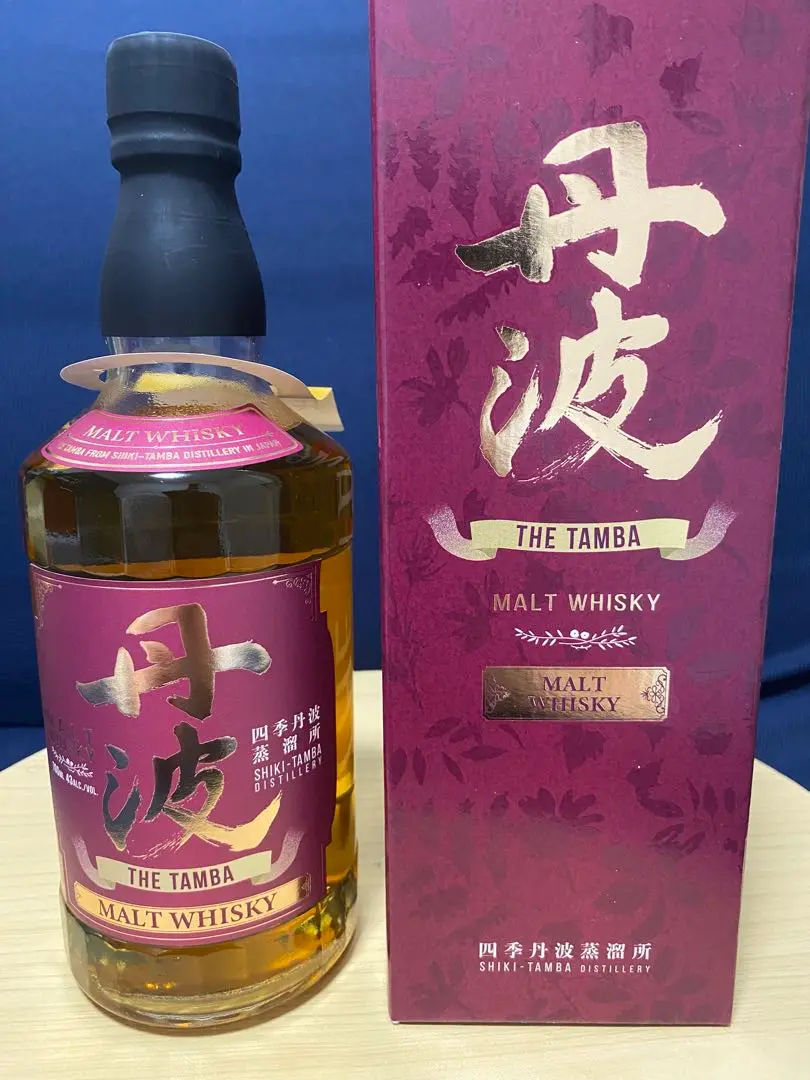 MALT WHISKY
TAMBA FROM SHIKI-TAMBA DISTILLERY IN JAPAN
丹波
四季丹波
蒸溜所
SHIKI-TAMBA
DISTILLERY
43ALC./VOL.
THE TAMBA
MALT WHISKY
丹波
THE TAMBA
MALT WHISKY
MALT
WHISKY
四季丹波蒸溜所
SHIKI-TAMBA DISTILLERY